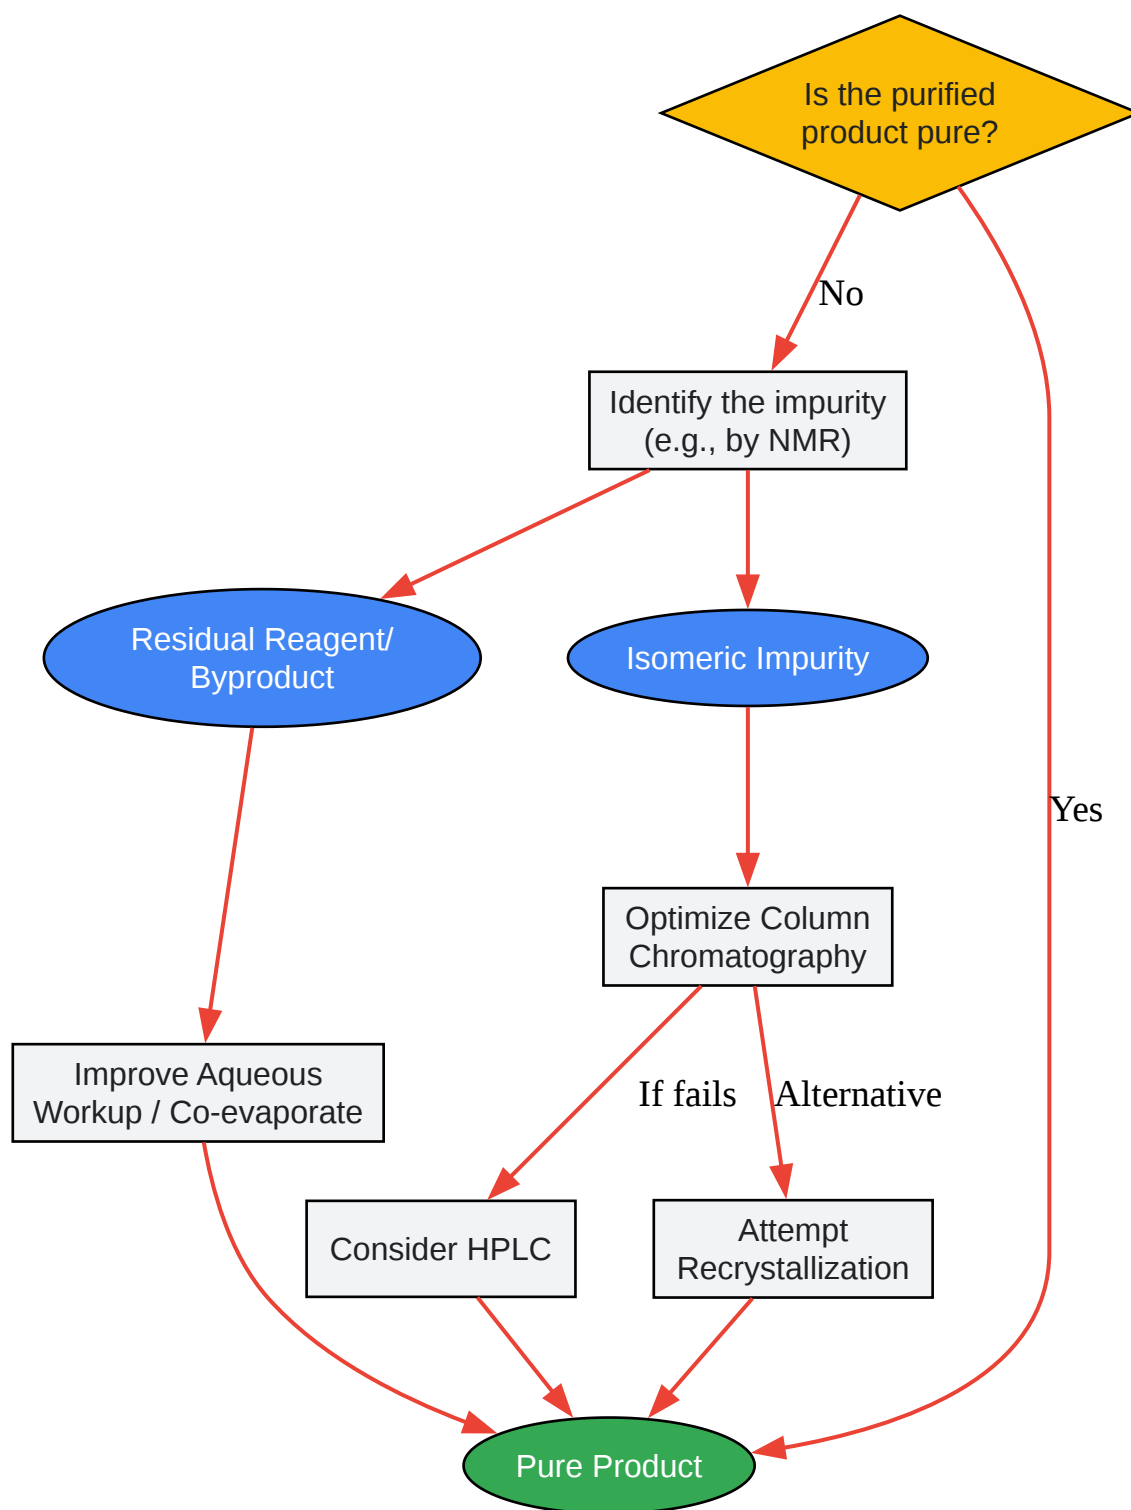 Is the purified
product pure?
No
Identify the impurity
(e.g., by NMR)
Residual Reagent/
Byproduct
Isomeric Impurity
Yes
Optimize Column
Chromatography
Improve Aqueous
Workup / Co-evaporate
If fails
Alternative
Consider HPLC
Attempt
Recrystallization
Pure Product